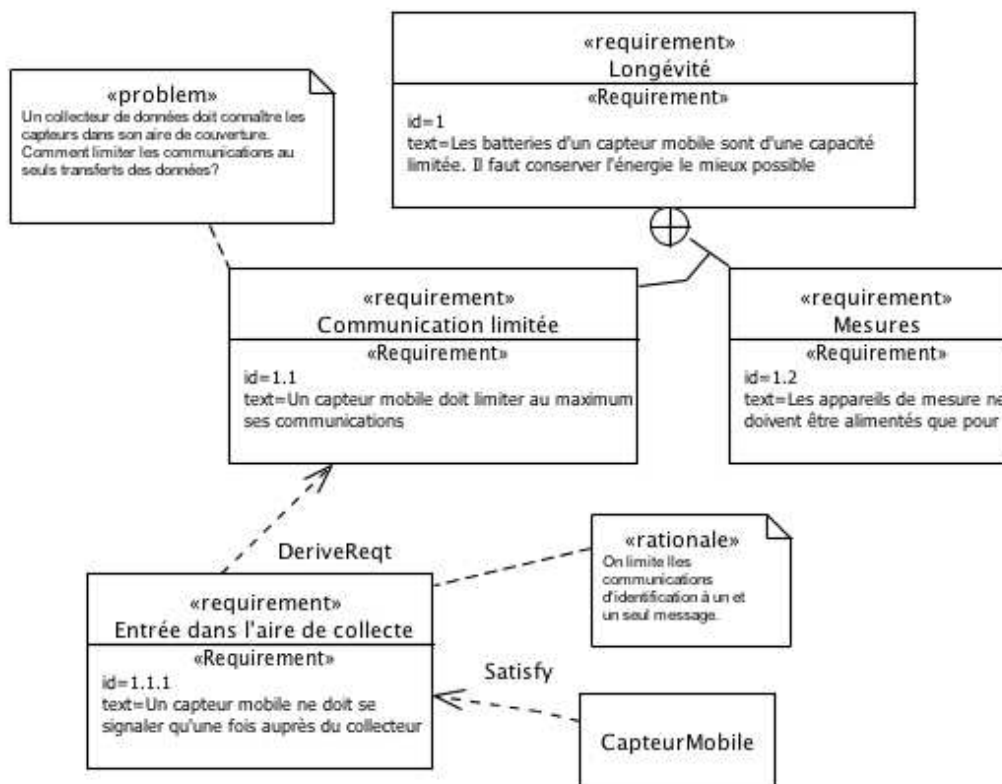 «requirement»
Longévité
«Requirement»
id=1
text=Les batteries d'un capteur mobile sont d'une capacité
limitée. Il faut conserver l'énergie le mieux possible
«problem»
Un collecteur de données doit connaître les
capteurs dans son aire de couverture.
Comment limiter les communications au
seuls transferts des données?
«requirement»
Communication limitée
«Requirement»
id=1.1
text=Un capteur mobile doit limiter au maximum
ses communications
«requirement»
Mesures
«Requirement»
id=1.2
text=Les appareils de mesure ne
doivent être alimentés que pour
DeriveReqt
«rationale»
On limite lles
communications
d'identification à un et
un seul message.
«requirement»
Entrée dans l'aire de collecte
«Requirement»
id=1.1.1
text=Un capteur mobile ne doit se
signaler qu'une fois auprès du collecteur
Satisfy
CapteurMobile